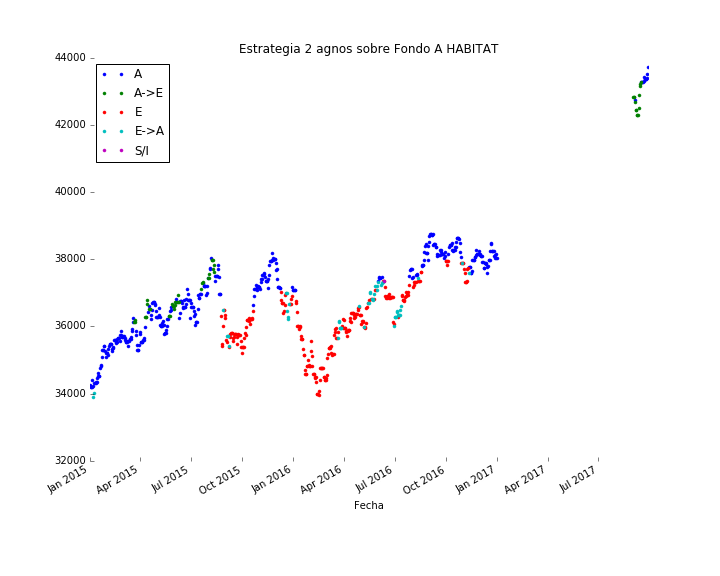 Estrategia 2 agnos sobre Fondo A HABITAT
44000
42000
40000
38000
36000
34000
32000
A
A->E
E
E->A
S/I
Jan 2015
Apr 2015
Jul 2015
Oct 2015
Jan 2016
Apr 2016
Jul 2016
Oct 2016
Jan 2017
Apr 2017
Jul 2017
Fecha